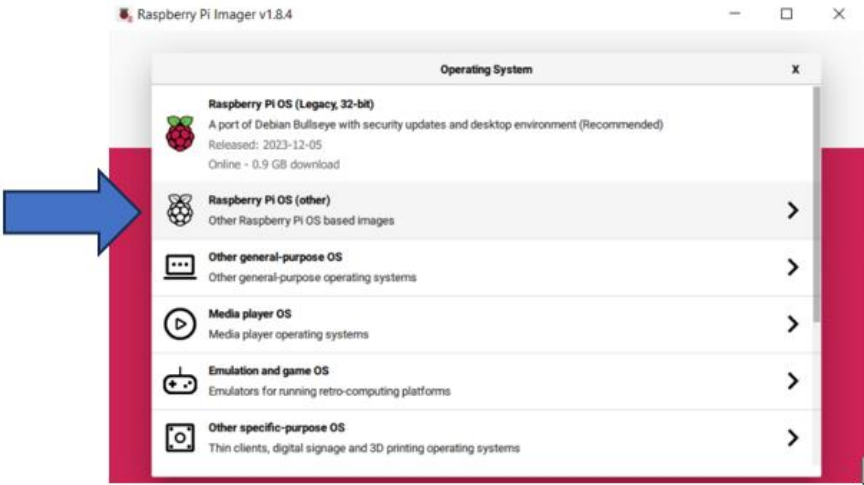 Raspberry Pi Imager v1.8.4
Operating System
X
Raspberry Pi OS (Legacy, 32-bit)
A port of Debian Bullseye with security updates and desktop environment (Recommended)
Released: 2023-12-05
Online - 0.9 GB download
Raspberry Pi OS (other)
Other Raspberry Pi OS based images
Other general-purpose OS
Other general-purpose operating systems
Media player OS
Media player operating systems
Emulation and game OS
Emulators for running retro-computing platforms
Other specific-purpose OS
Thin clients, digital signage and 3D printing operating systems